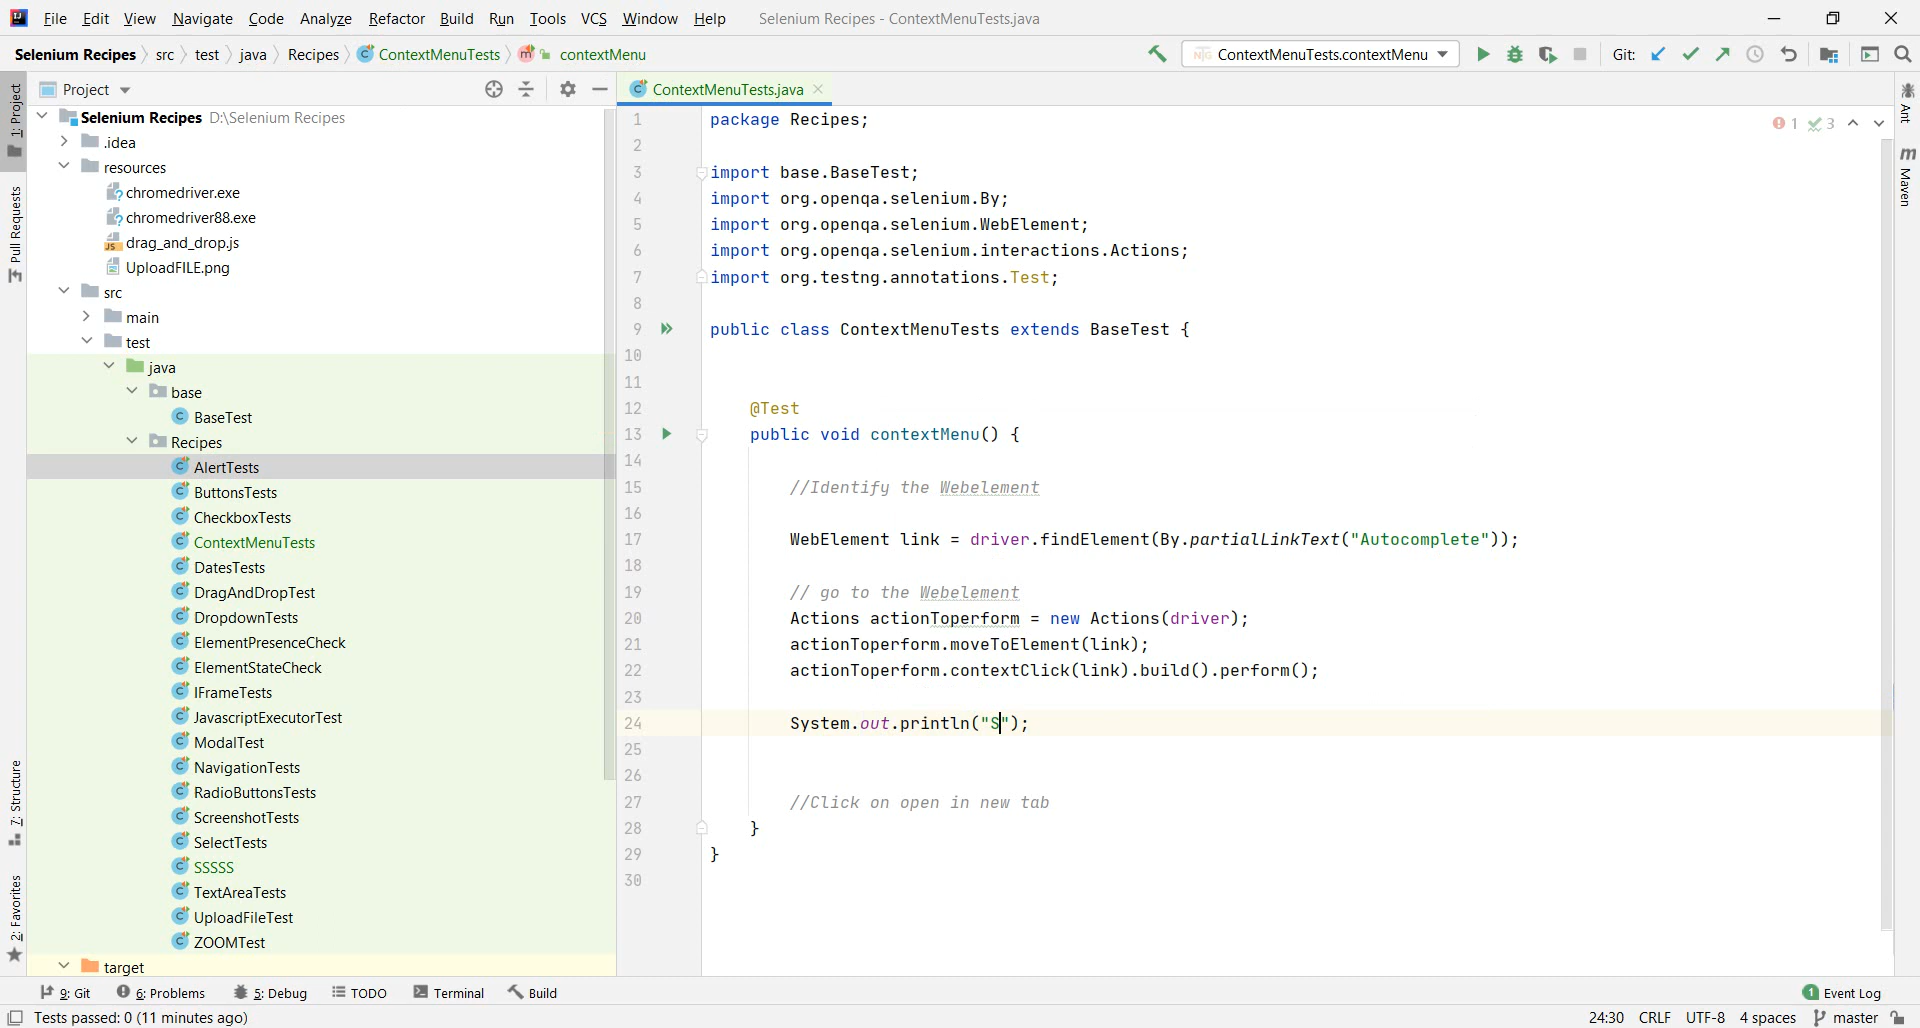 File Edit View Navigate Code Analyze Refactor Build Run Tools VCS Window Help Selenium Recipes - ContextMenuTests.java
Selenium Recipes src test java Recipes ContextMenuTests contextMenu ContextMenuTests.contextMenu Git:
Project
ContextMenuTests.java
1: Project
Pull Requests
7: Structure
2: Favorites
Selenium Recipes D:\Selenium Recipes
.idea
resources
chromedriver.exe
chromedriver88.exe
drag_and_drop.js
UploadFILE.png
src
main
test
java
base
BaseTest
Recipes
AlertTests
ButtonsTests
CheckboxTests
ContextMenuTests
DatesTests
DragAndDropTest
DropdownTests
ElementPresenceCheck
ElementStateCheck
IFrameTests
JavascriptExecutorTest
ModalTest
NavigationTests
RadioButtonsTests
ScreenshotTests
SelectTests
SSSSS
TextAreaTests
UploadFileTest
ZOOMTest
target
1 package Recipes;
2
3 import base.BaseTest;
4 import org.openqa.selenium.By;
5 import org.openqa.selenium.WebElement;
6 import org.openqa.selenium.interactions.Actions;
7 import org.testng.annotations.Test;
8
9 public class ContextMenuTests extends BaseTest {
10
11
12 @Test
13 public void contextMenu() {
14
15 //Identify the Webelement
16
17 WebElement link = driver.findElement(By.partialLinkText("Autocomplete"));
18
19 // go to the Webelement
20 Actions actionToperform = new Actions(driver);
21 actionToperform.moveToElement(link);
22 actionToperform.contextClick(link).build().perform();
23
24 System.out.println("S");
25
26
27 //Click on open in new tab
28 }
29 }
30
1 3
Ant
Maven
9: Git 6: Problems 5: Debug TODO Terminal Build 1 Event Log
Tests passed: 0 (11 minutes ago) 24:30 CRLF UTF-8 4 spaces master